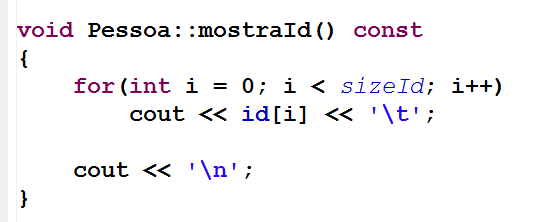 void Pessoa::mostraId() const
{
    for(int i = 0; i < sizeId; i++)
        cout << id[i] << '\t';

    cout << '\n';
}